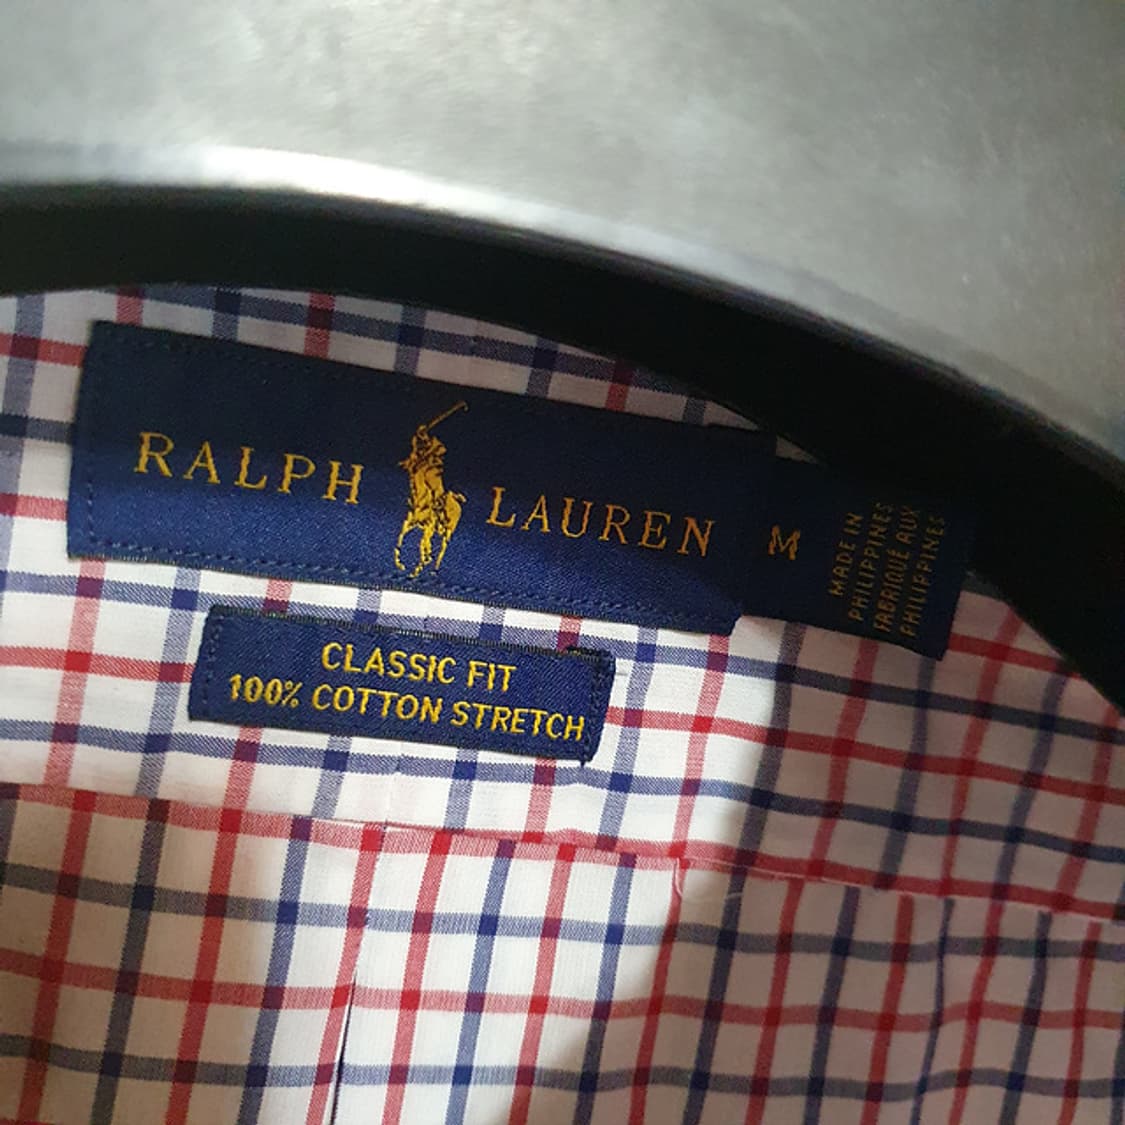 RALPH LAUREN
M
MADE IN
PHILIPPINES
FABRIQUÉ AUX
PHILIPPINES
CLASSIC FIT
100% COTTON STRETCH